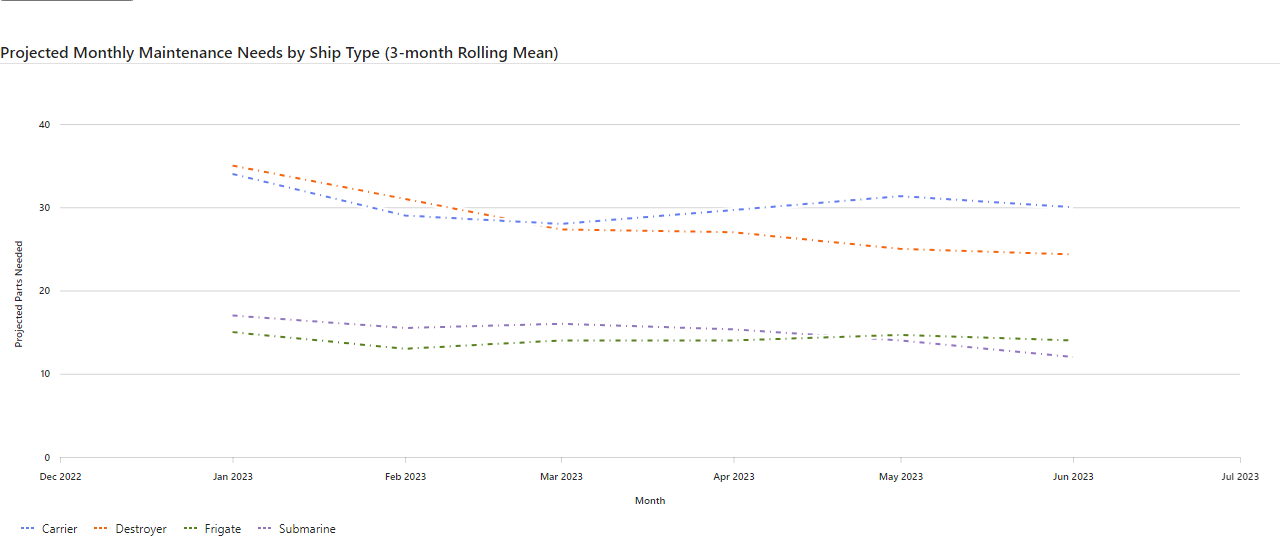 Projected Monthly Maintenance Needs by Ship Type (3-month Rolling Mean)
40
30
20
10
0
Projected Parts Needed
Dec 2022 Jan 2023 Feb 2023 Mar 2023 Apr 2023 May 2023 Jun 2023 Jul 2023
Month
Carrier Destroyer Frigate Submarine